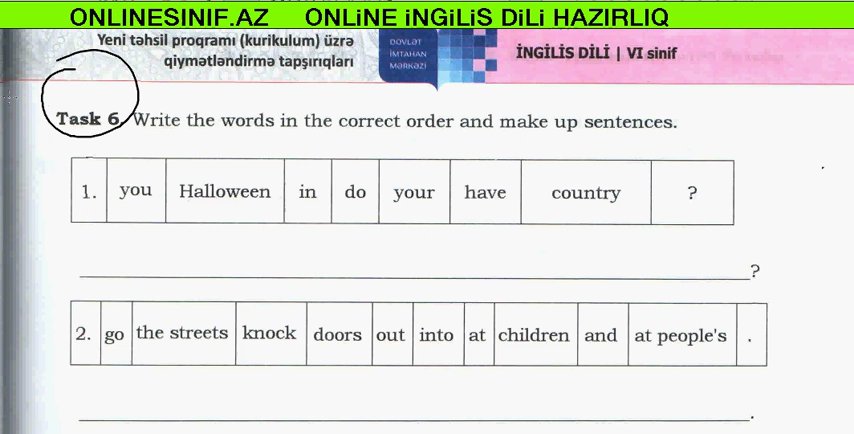 ONLINESINIF.AZ ONLiNE iNGiLiS DiLi HAZIRLIQ
Yeni təhsil proqramı (kurikulum) üzrə
qiymətləndirmə tapşırıqları
DÖVLƏT
İMTAHAN
MƏRKƏZİ
İNGİLİS DİLİ | VI sinif
Task 6. Write the words in the correct order and make up sentences.
1. you Halloween in do your have country ?
?
2. go the streets knock doors out into at children and at people's .
.